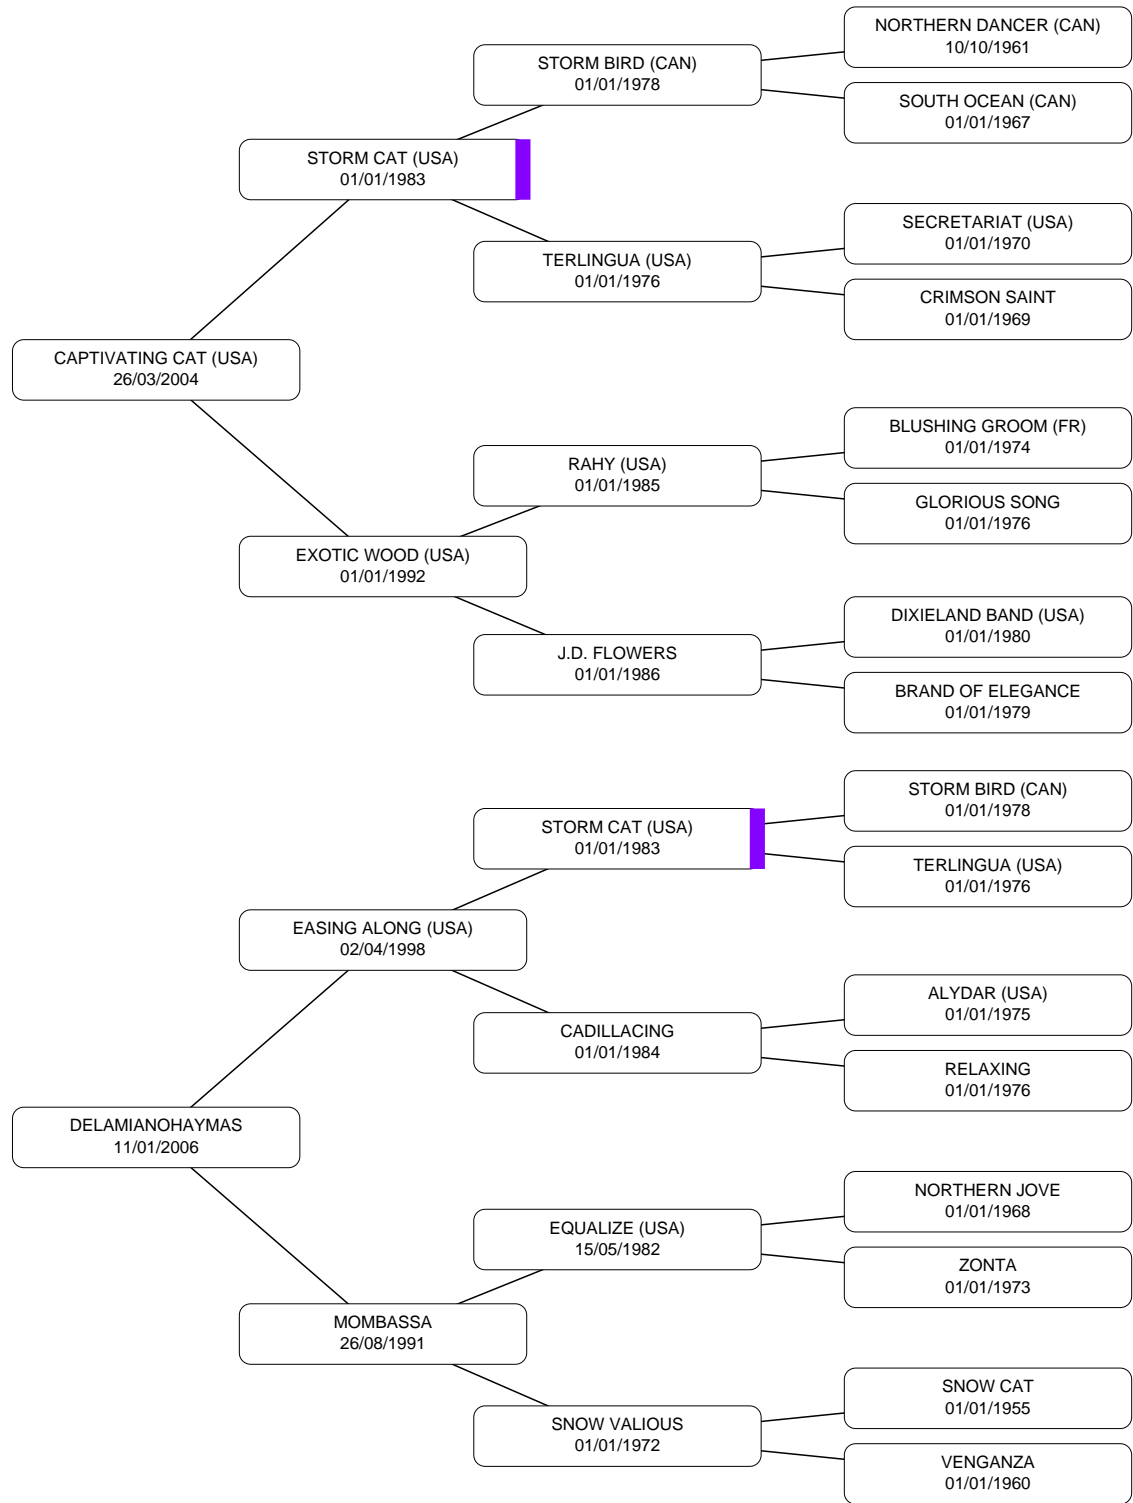 NORTHERN DANCER (CAN)
10/10/1961
STORM BIRD (CAN)
01/01/1978
SOUTH OCEAN (CAN)
01/01/1967
STORM CAT (USA)
01/01/1983
SECRETARIAT (USA)
01/01/1970
TERLINGUA (USA)
01/01/1976
CRIMSON SAINT
01/01/1969
CAPTIVATING CAT (USA)
26/03/2004
BLUSHING GROOM (FR)
01/01/1974
RAHY (USA)
01/01/1985
GLORIOUS SONG
01/01/1976
EXOTIC WOOD (USA)
01/01/1992
DIXIELAND BAND (USA)
01/01/1980
J.D. FLOWERS
01/01/1986
BRAND OF ELEGANCE
01/01/1979
STORM BIRD (CAN)
01/01/1978
STORM CAT (USA)
01/01/1983
TERLINGUA (USA)
01/01/1976
EASING ALONG (USA)
02/04/1998
ALYDAR (USA)
01/01/1975
CADILLACING
01/01/1984
RELAXING
01/01/1976
DELAMIANOHAYMAS
11/01/2006
NORTHERN JOVE
01/01/1968
EQUALIZE (USA)
15/05/1982
ZONTA
01/01/1973
MOMBASSA
26/08/1991
SNOW CAT
01/01/1955
SNOW VALIOUS
01/01/1972
VENGANZA
01/01/1960